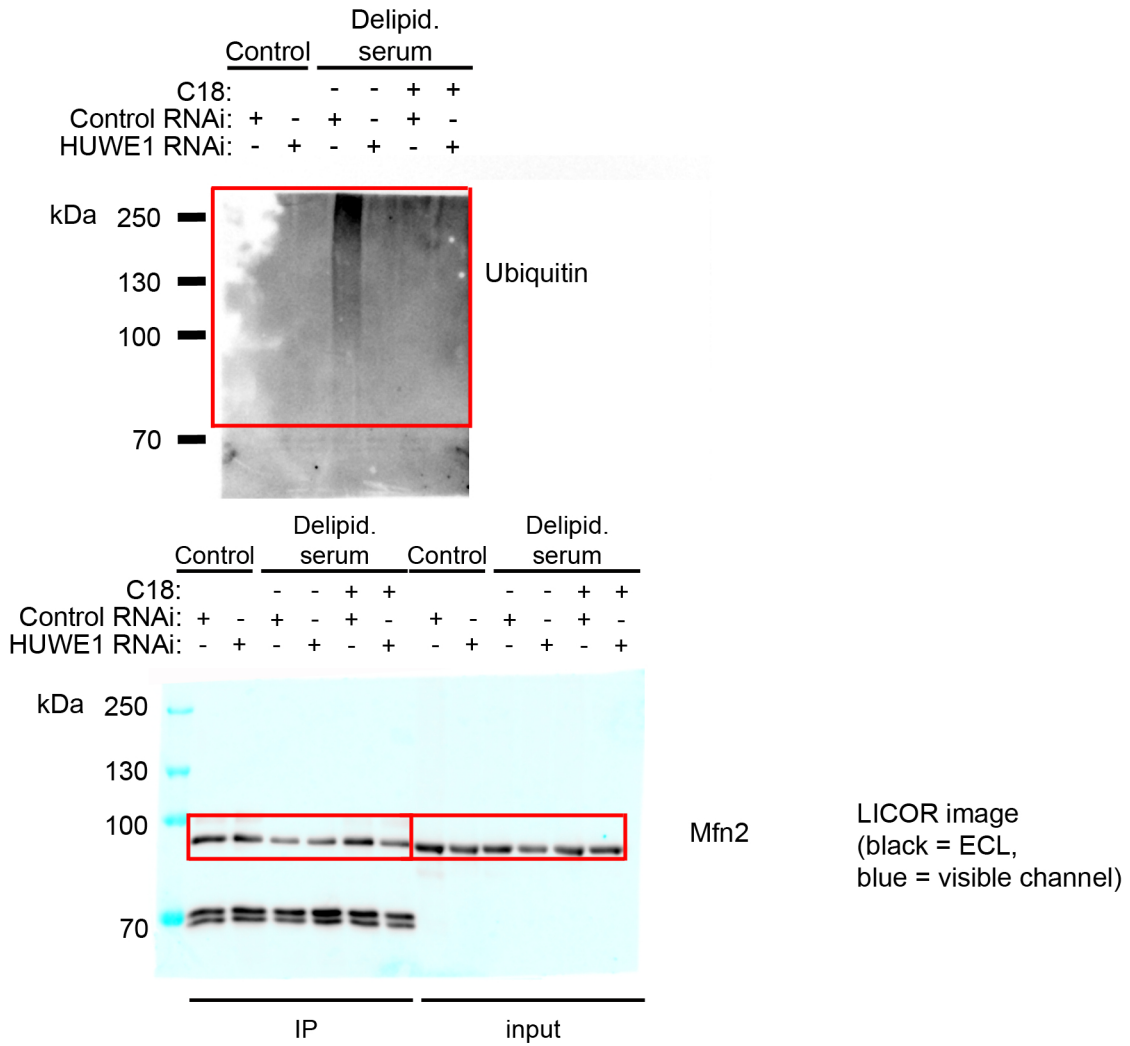 Delipid.
Control serum
C18: - - + +
Control RNAi: + - + - + -
HUWE1 RNAi: - + - + - +
kDa 250
130
Ubiquitin
100
70
Delipid. Delipid.
Control serum Control serum
C18: - - + + - - + +
Control RNAi: + - + - + - + - + - + -
HUWE1 RNAi: - + - + - + - + - + - +
kDa 250
130
100
Mfn2
LICOR image
(black = ECL,
blue = visible channel)
70
IP input